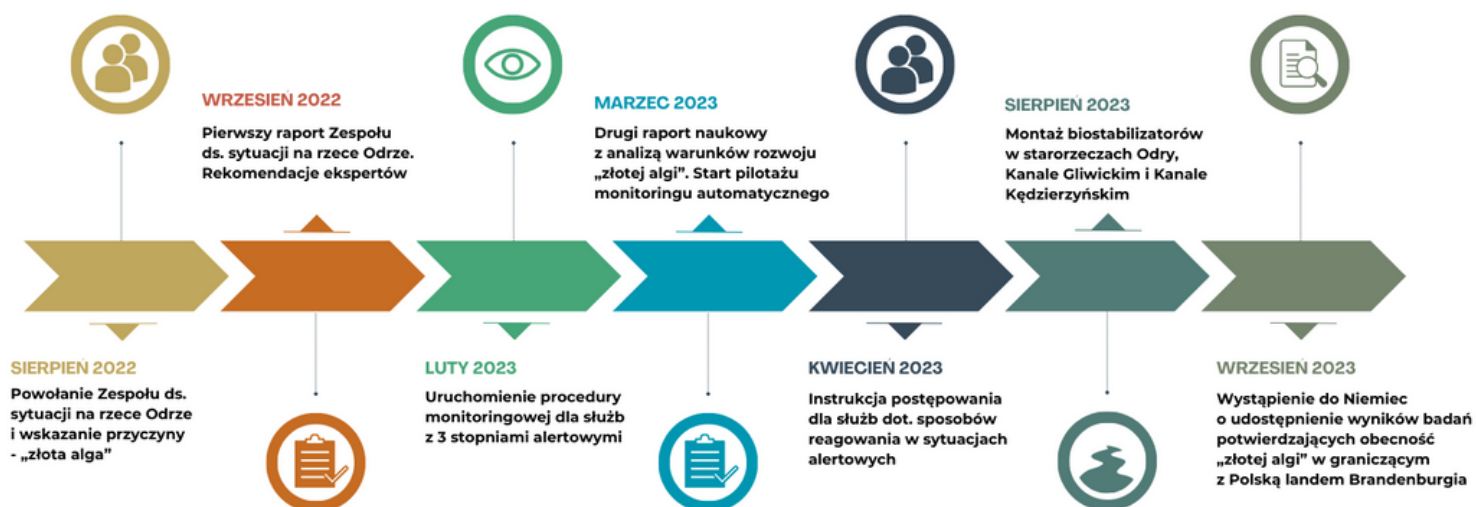 SIERPIEŃ 2022
Powołanie Zespołu ds.
sytuacji na rzece Odrze
i wskazanie przyczyny
- „złota alga”
WRZESIEŃ 2022
Pierwszy raport Zespołu
ds. sytuacji na rzece Odrze.
Rekomendacje ekspertów
LUTY 2023
Uruchomienie procedury
monitoringowej dla służb
z 3 stopniami alertowymi
MARZEC 2023
Drugi raport naukowy
z analizą warunków rozwoju
„złotej algi”. Start pilotażu
monitoringu automatycznego
KWIECIEŃ 2023
Instrukcja postępowania
dla służb dot. sposobów
reagowania w sytuacjach
alertowych
SIERPIEŃ 2023
Montaż biostabilizatorów
w starorzeczach Odry,
Kanale Gliwickim i Kanale
Kędzierzyńskim
WRZESIEŃ 2023
Wystąpienie do Niemiec
o udostępnienie wyników badań
potwierdzających obecność
„złotej algi” w graniczącym
z Polską landem Brandenburgia